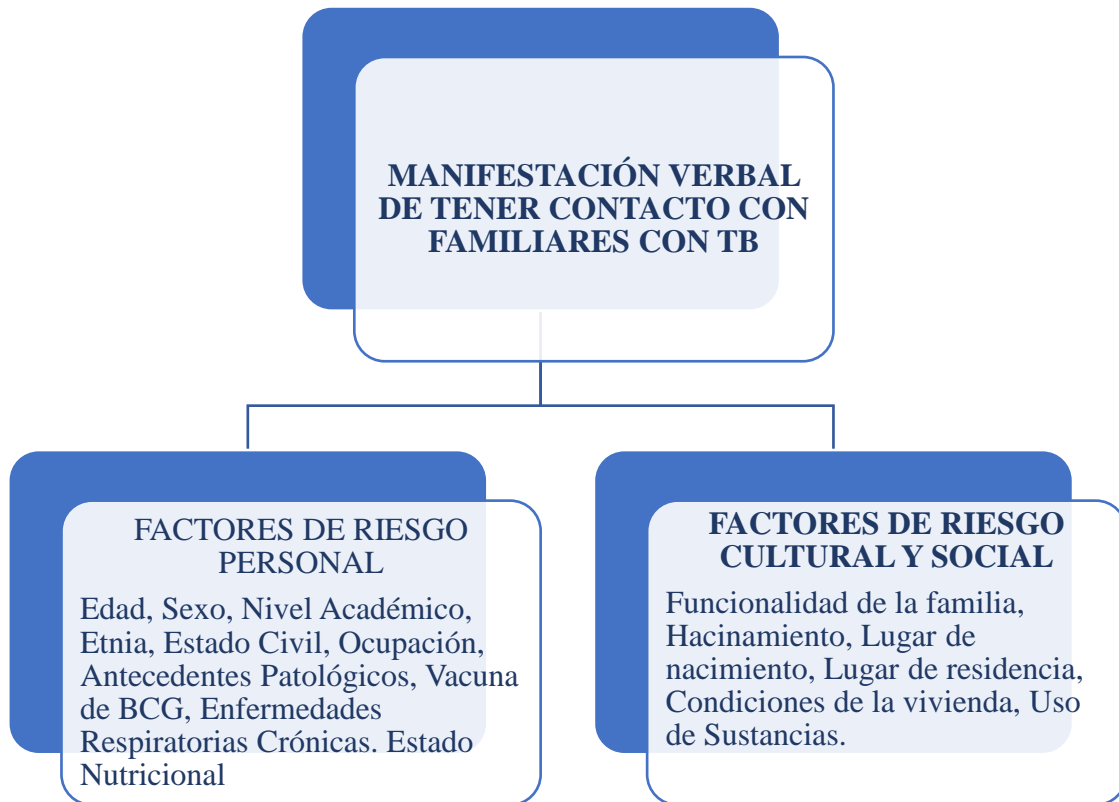 MANIFESTACIÓN VERBAL
DE TENER CONTACTO CON
FAMILIARES CON TB
FACTORES DE RIESGO
PERSONAL
Edad, Sexo, Nivel Académico,
Etnia, Estado Civil, Ocupación,
Antecedentes Patológicos, Vacuna
de BCG, Enfermedades
Respiratorias Crónicas. Estado
Nutricional
FACTORES DE RIESGO
CULTURAL Y SOCIAL
Funcionalidad de la familia,
Hacinamiento, Lugar de
nacimiento, Lugar de residencia,
Condiciones de la vivienda, Uso
de Sustancias.